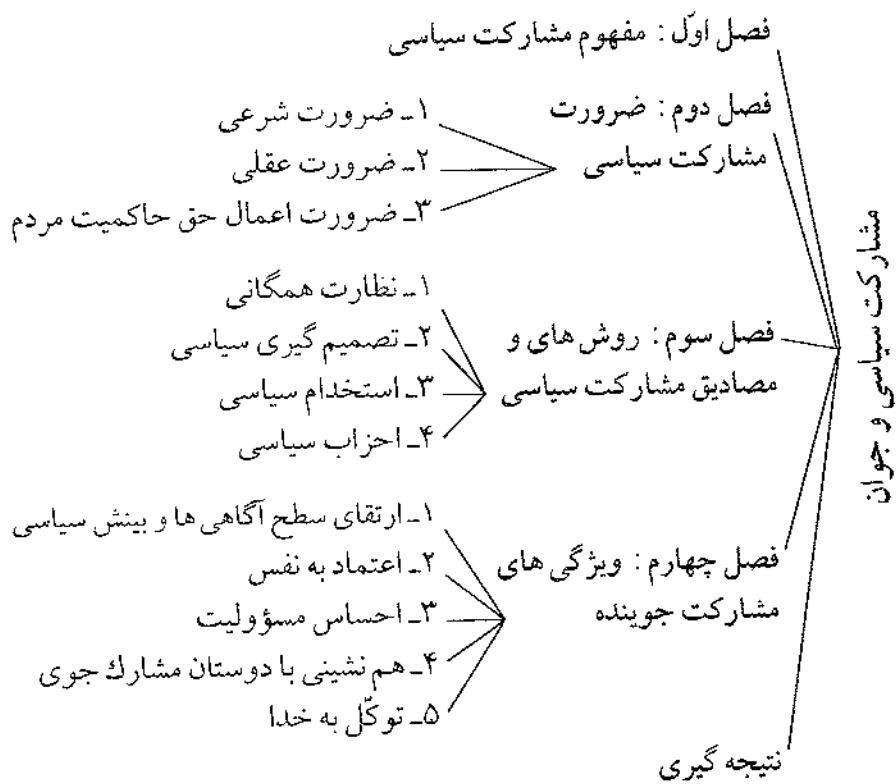 مشارکت سیاسی و جوان
فصل اوّل: مفهوم مشارکت سیاسی
فصل دوم: ضرورت
مشارکت سیاسی
۱ـ ضرورت شرعی
۲ـ ضرورت عقلی
۳ـ ضرورت اعمال حق حاکمیت مردم
فصل سوم: روش های و
مصادیق مشارکت سیاسی
۱ـ نظارت همگانی
۲ـ تصمیم گیری سیاسی
۳ـ استخدام سیاسی
۴ـ احزاب سیاسی
فصل چهارم: ویژگی های
مشارکت جوینده
۱ـ ارتقای سطح آگاهی ها و بینش سیاسی
۲ـ اعتماد به نفس
۳ـ احساس مسؤولیت
۴ـ هم نشینی با دوستان مشارك جوی
۵ـ توکّل به خدا
نتیجه گیری